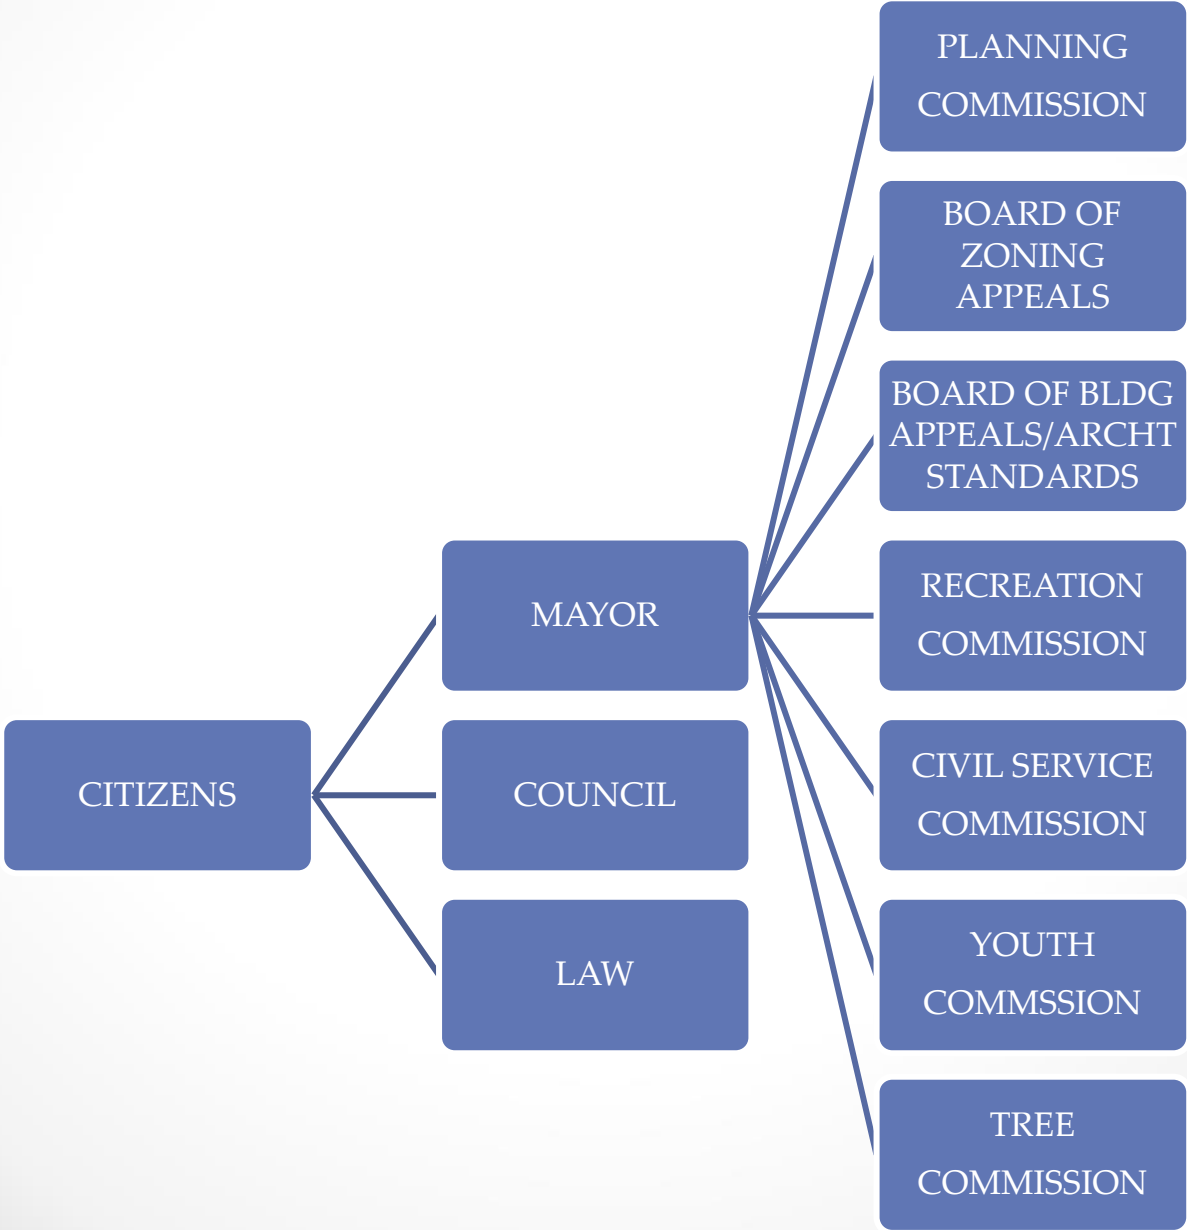 CITIZENS
MAYOR
COUNCIL
LAW
PLANNING
COMMISSION
BOARD OF
ZONING
APPEALS
BOARD OF BLDG
APPEALS/ARCHT
STANDARDS
RECREATION
COMMISSION
CIVIL SERVICE
COMMISSION
YOUTH
COMMSSION
TREE
COMMISSION